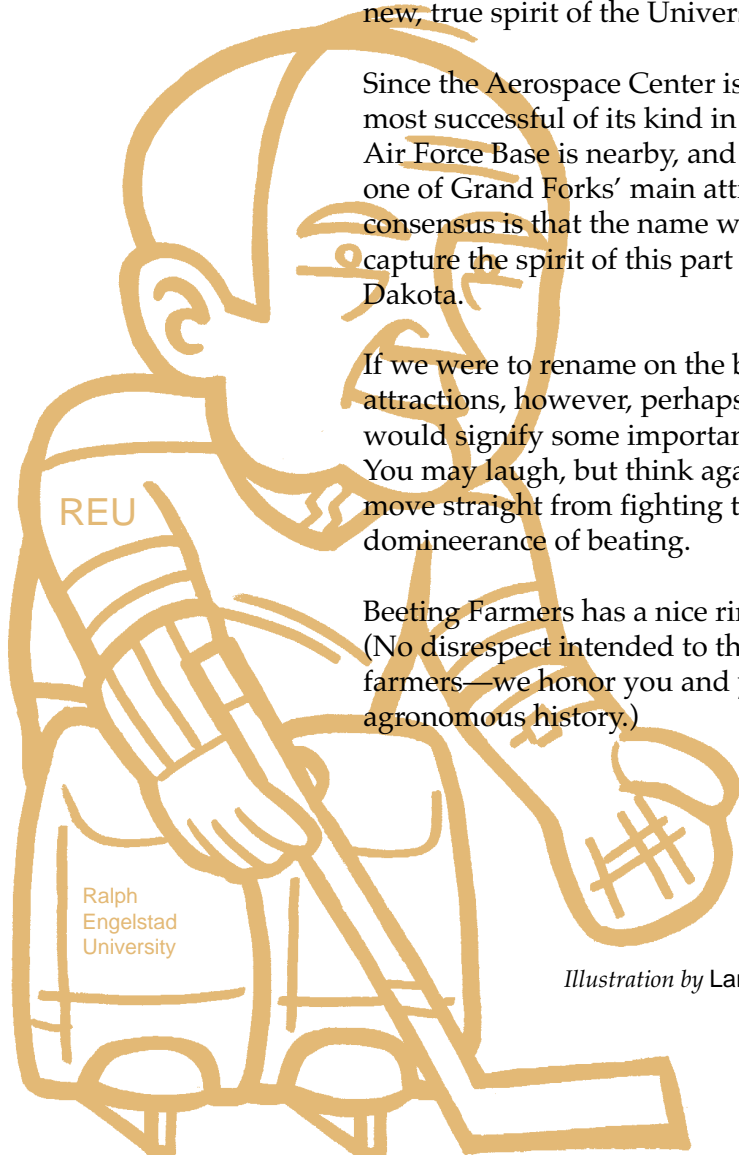 new, true spirit of the Univers
Since the Aerospace Center is
most successful of its kind in
Air Force Base is nearby, and
one of Grand Forks' main attr
consensus is that the name w
capture the spirit of this part
Dakota.
If we were to rename on the b
attractions, however, perhaps
would signify some importan
You may laugh, but think aga
move straight from fighting t
domineerance of beating.
Beeting Farmers has a nice rin
(No disrespect intended to th
farmers—we honor you and y
agronomous history.)
REU
Ralph
Engelstad
University
Illustration by Lar